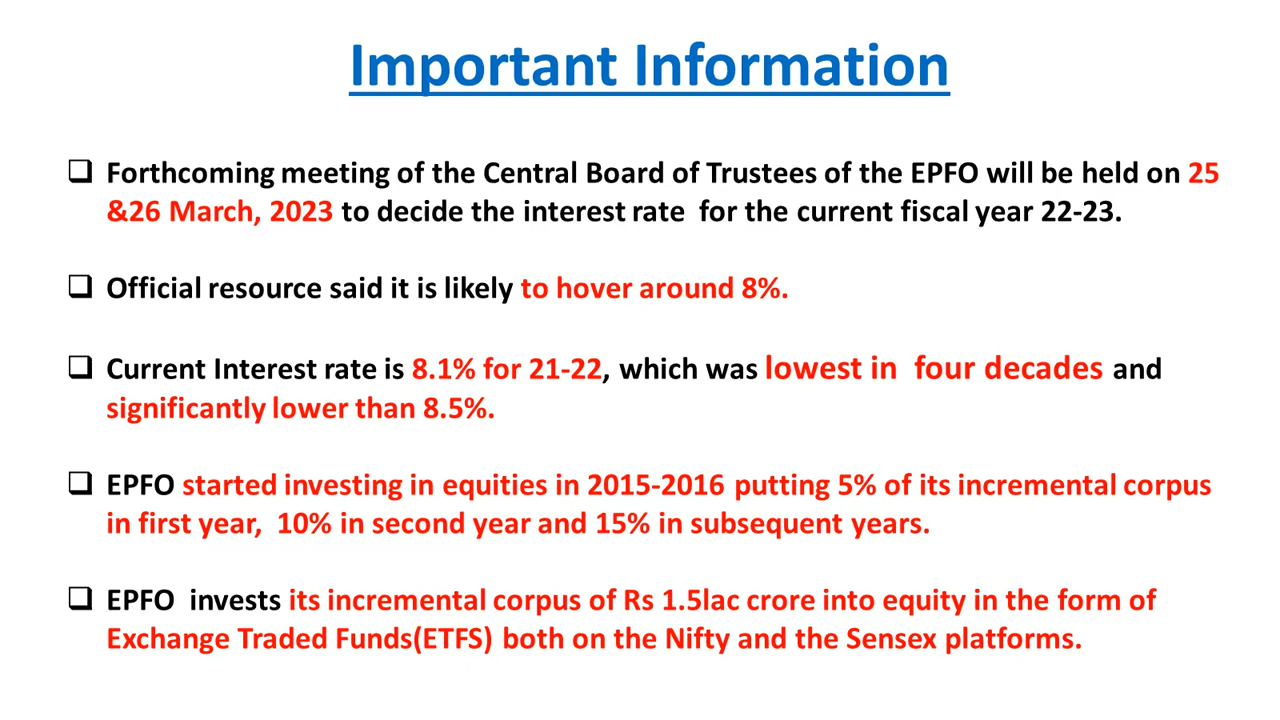 Important Information
❑ Forthcoming meeting of the Central Board of Trustees of the EPFO will be held on 25
&26 March, 2023 to decide the interest rate for the current fiscal year 22-23.
❑ Official resource said it is likely to hover around 8%.
❑ Current Interest rate is 8.1% for 21-22, which was lowest in four decades and
significantly lower than 8.5%.
❑ EPFO started investing in equities in 2015-2016 putting 5% of its incremental corpus
in first year, 10% in second year and 15% in subsequent years.
❑ EPFO invests its incremental corpus of Rs 1.5lac crore into equity in the form of
Exchange Traded Funds(ETFS) both on the Nifty and the Sensex platforms.